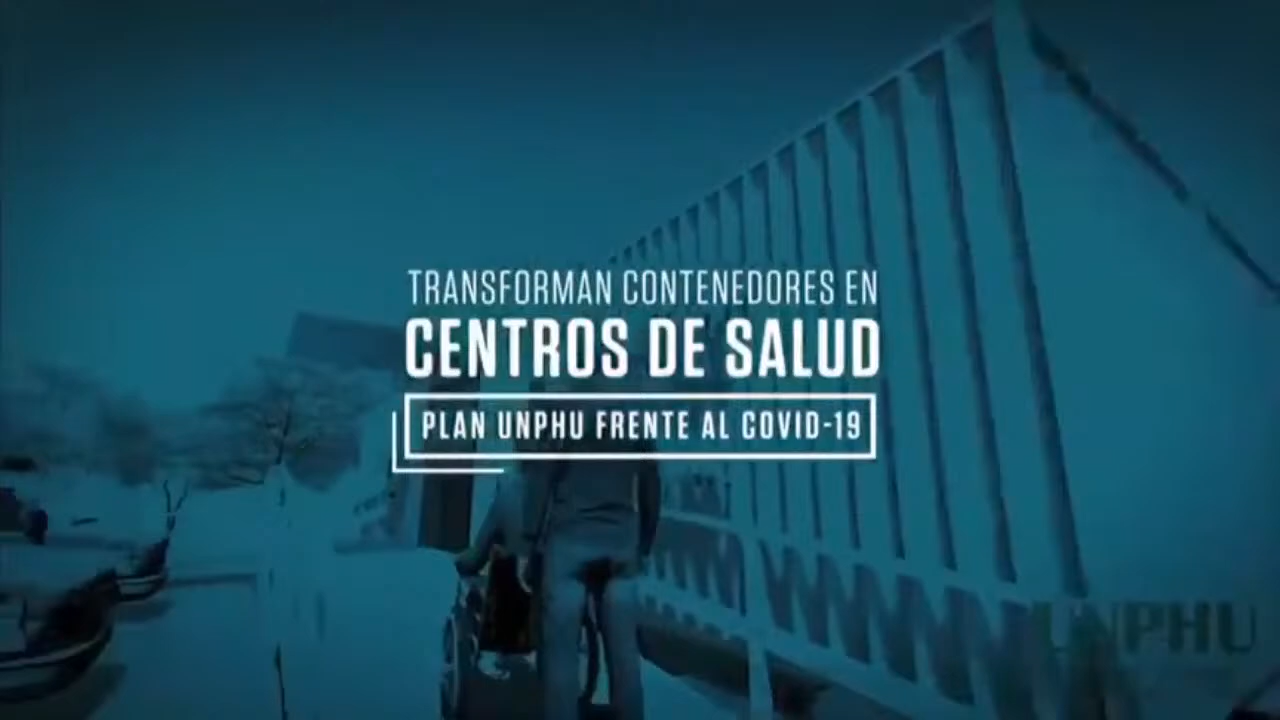 TRANSFORMAN CONTENEDORES EN
CENTROS DE SALUD
PLAN UNPHU FRENTE AL COVID-19
UNPHU